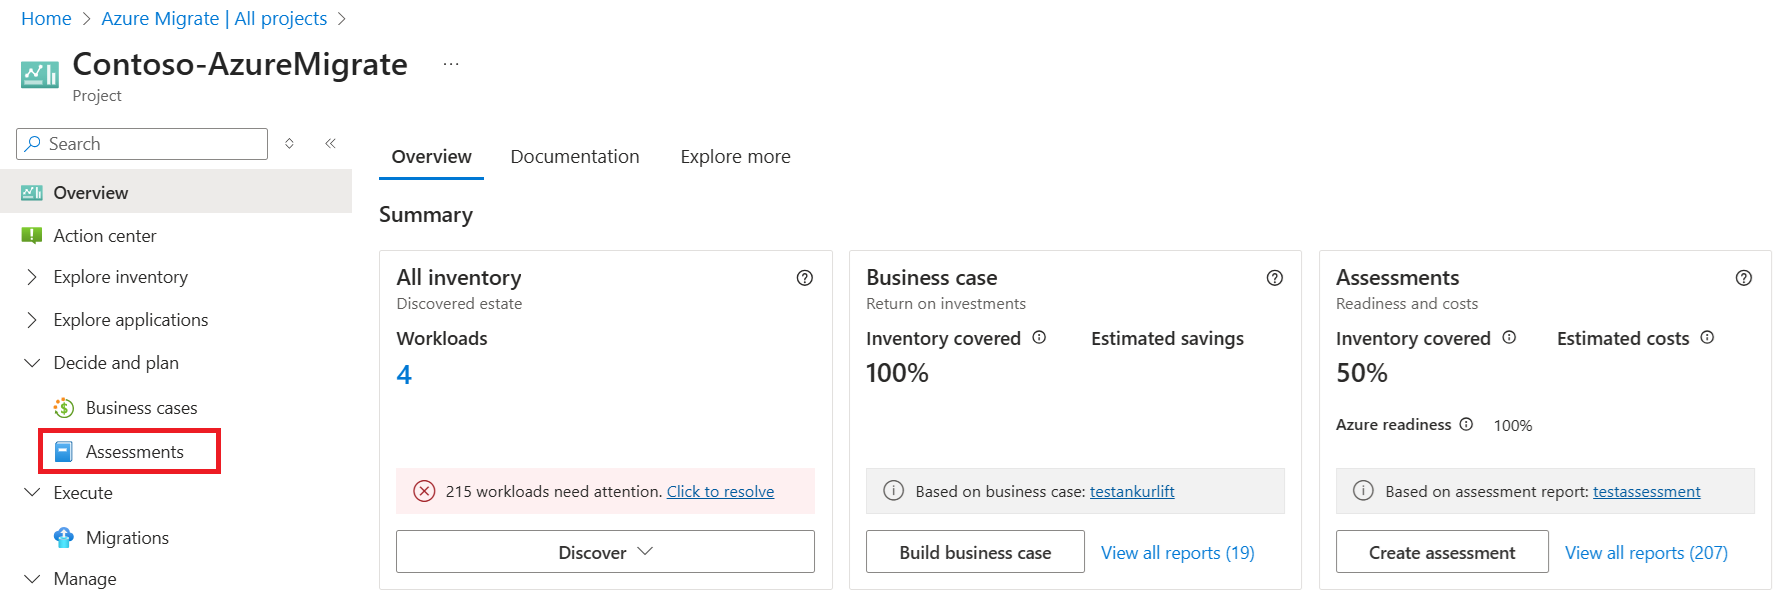 Home > Azure Migrate | All projects >
Contoso-AzureMigrate ...
Project
Search
Overview
Action center
Explore inventory
Explore applications
Decide and plan
Business cases
Assessments
Execute
Migrations
Manage
Overview Documentation Explore more
Summary
All inventory
Discovered estate
Workloads
4
215 workloads need attention. Click to resolve
Discover
Business case
Return on investments
Inventory covered Estimated savings
100%
Based on business case: testankurlift
Build business case View all reports (19)
Assessments
Readiness and costs
Inventory covered Estimated costs
50%
Azure readiness 100%
Based on assessment report: testassessment
Create assessment View all reports (207)